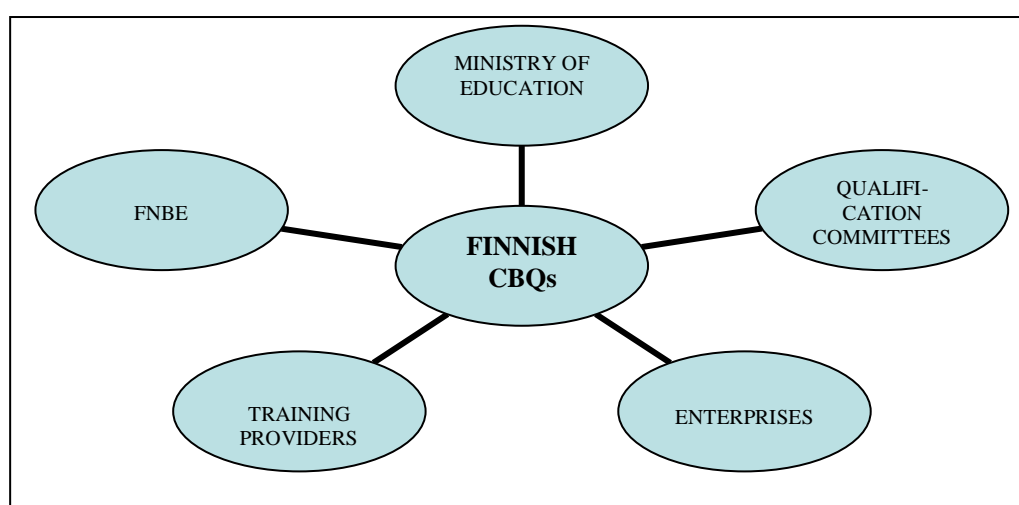 MINISTRY OF
EDUCATION
FNBE
QUALIFI-
CATION
COMMITTEES
FINNISH
CBQs
TRAINING
PROVIDERS
ENTERPRISES